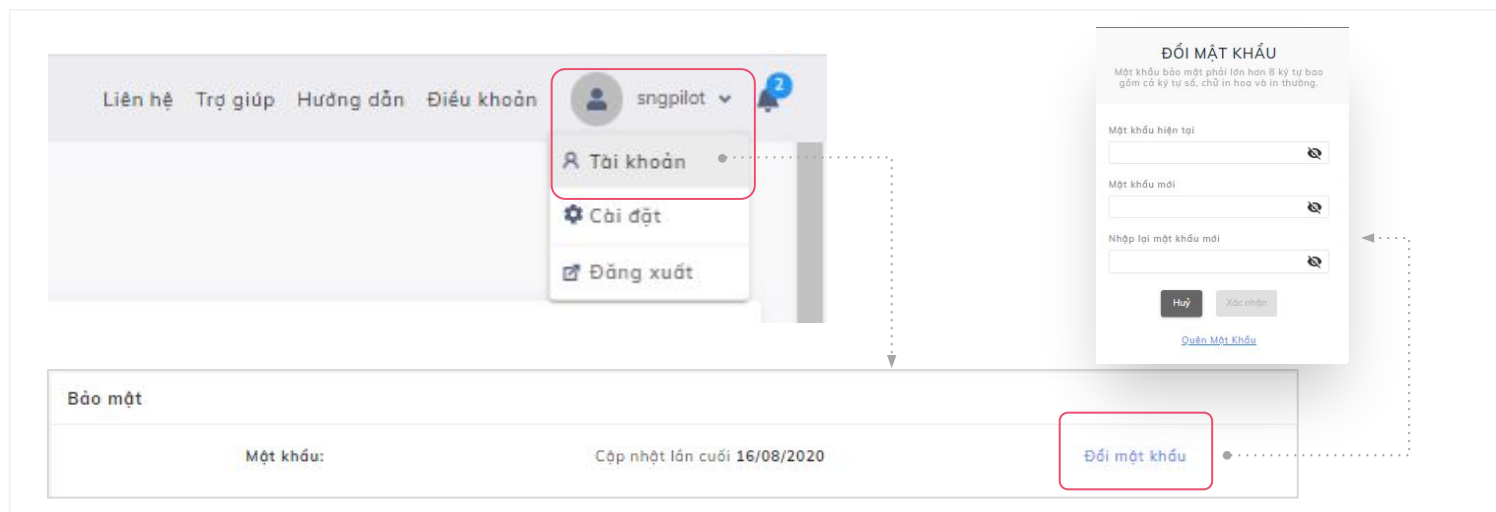 Liên hệ Trợ giúp Hướng dẫn Điều khoản sngpilot 2
Tài khoản
Cài đặt
Đăng xuất
ĐỔI MẬT KHẨU
Mật khẩu bảo mật phải lớn hơn 8 ký tự bao
gồm cả ký tự số, chữ in hoa và in thường.
Mật khẩu hiện tại
Mật khẩu mới
Nhập lại mật khẩu mới
Huỷ Xác nhận
Quên Mật Khẩu
Bảo mật
Mật khẩu: Cập nhật lần cuối 16/08/2020 Đổi mật khẩu